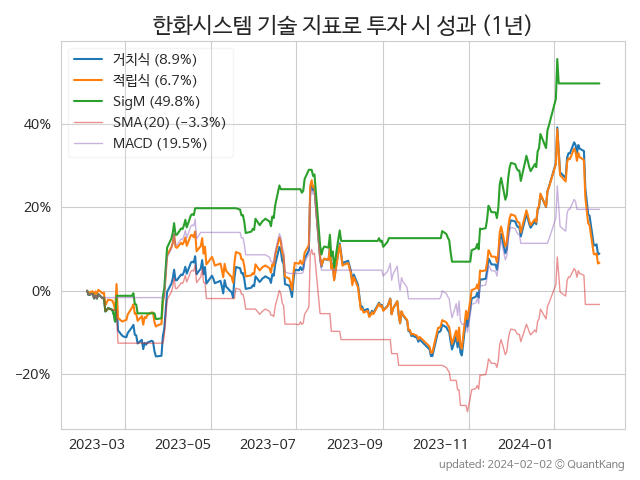 한화시스템 기술 지표로 투자 시 성과 (1년)
거치식 (8.9%)
적립식 (6.7%)
SigM (49.8%)
SMA(20) (−3.3%)
MACD (19.5%)
40%
20%
0%
−20%
2023-03 2023-05 2023-07 2023-09 2023-11 2024-01
updated: 2024-02-02 © QuantKang